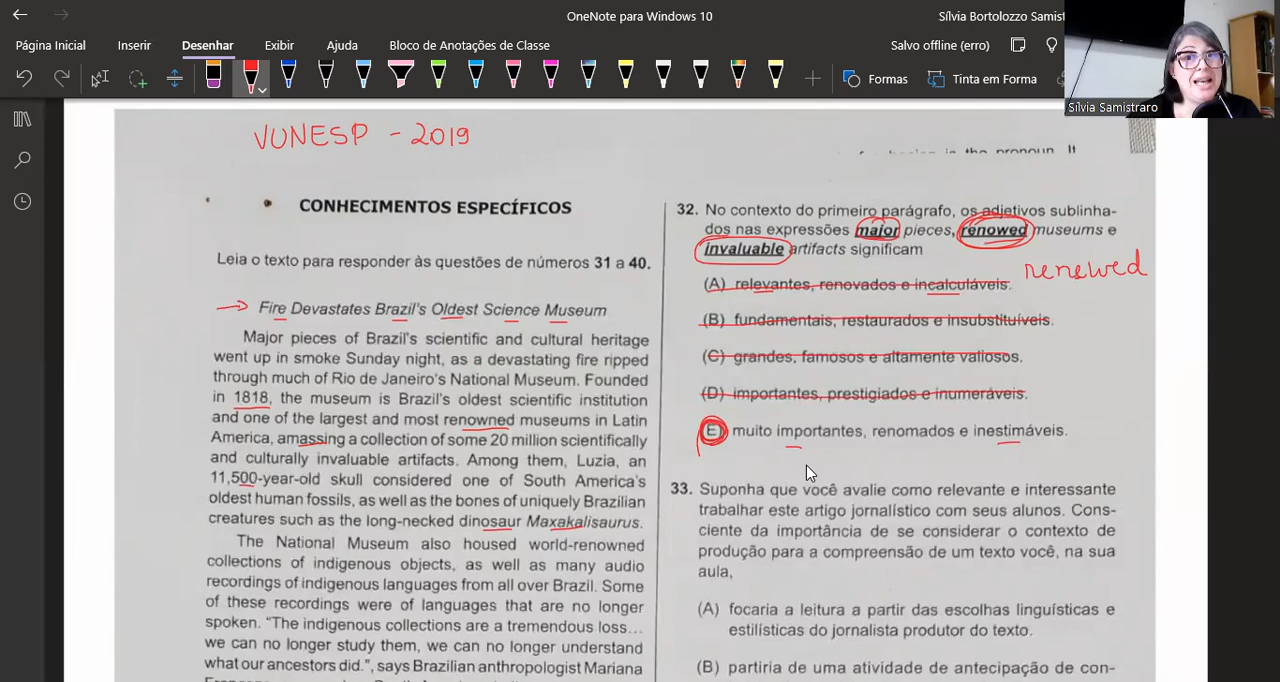 OneNote para Windows 10
Sílvia Bortolozzo Samist
Página Inicial
Inserir
Desenhar
Exibir
Ajuda
Bloco de Anotações de Classe
Salvo offline (erro)
Formas
Tinta em Forma
Sílvia Samistraro
VUNESP - 2019
CONHECIMENTOS ESPECÍFICOS
Leia o texto para responder às questões de números 31 a 40.
Fire Devastates Brazil's Oldest Science Museum
Major pieces of Brazil's scientific and cultural heritage
went up in smoke Sunday night, as a devastating fire ripped
through much of Rio de Janeiro's National Museum. Founded
in 1818, the museum is Brazil's oldest scientific institution
and one of the largest and most renowned museums in Latin
America, amassing a collection of some 20 million scientifically
and culturally invaluable artifacts. Among them, Luzia, an
11,500-year-old skull considered one of South America's
oldest human fossils, as well as the bones of uniquely Brazilian
creatures such as the long-necked dinosaur Maxakalisaurus.
The National Museum also housed world-renowned
collections of indigenous objects, as well as many audio
recordings of indigenous languages from all over Brazil. Some
of these recordings were of languages that are no longer
spoken. "The indigenous collections are a tremendous loss...
we can no longer study them, we can no longer understand
what our ancestors did.", says Brazilian anthropologist Mariana
is the pronoun. It
32. No contexto do primeiro parágrafo, os adjetivos sublinha-
dos nas expressões major pieces, renowed museums e
invaluable artifacts significam
renewed
(A) relevantes, renovados e incalculáveis.
(B) fundamentais, restaurados e insubstituíveis.
(C) grandes, famosos e altamente valiosos.
(D) importantes, prestigiados e inumeráveis.
(E) muito importantes, renomados e inestimáveis.
33. Suponha que você avalie como relevante e interessante
trabalhar este artigo jornalístico com seus alunos. Cons-
ciente da importância de se considerar o contexto de
produção para a compreensão de um texto você, na sua
aula,
(A) focaria a leitura a partir das escolhas linguísticas e
estilísticas do jornalista produtor do texto.
(B) partiria de uma atividade de antecipação de con-